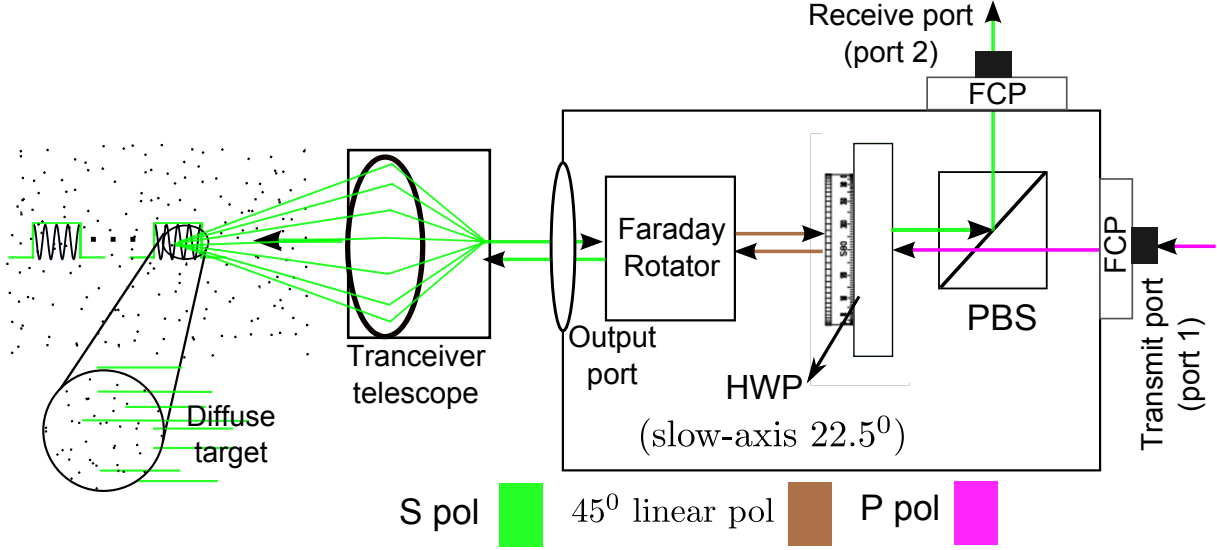 Receive port
(port 2)
FCP
FCP
Transmit port
(port 1)
Faraday
Rotator
PBS
Output
port
HWP
(slow-axis 22.5⁰)
Tranceiver
telescope
Diffuse
target
S pol
45⁰ linear pol
P pol